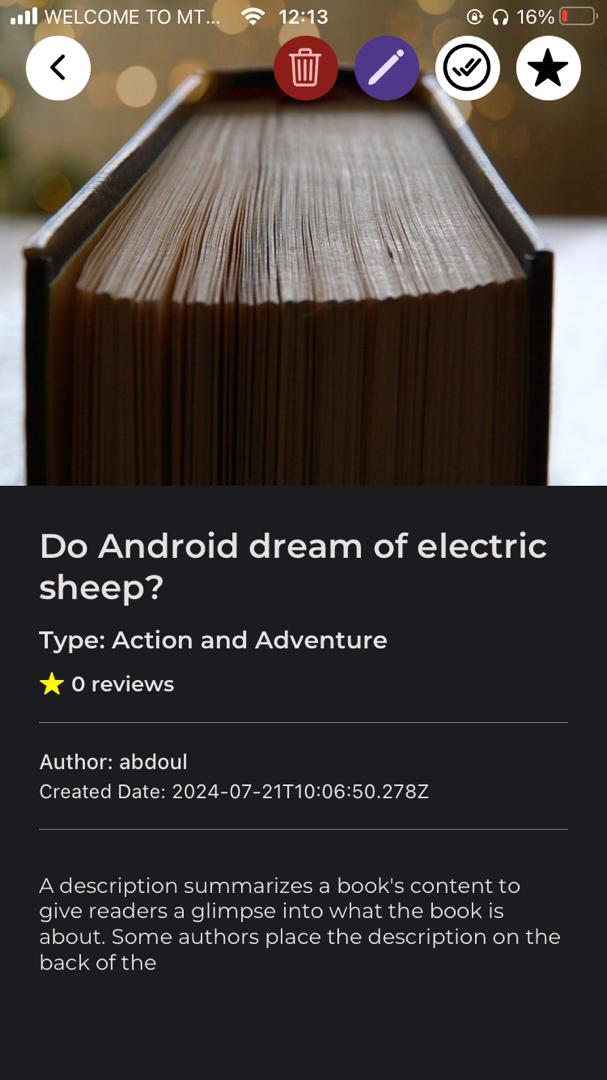 WELCOME TO MT... 12:13 16%
Do Android dream of electric
sheep?
Type: Action and Adventure
0 reviews
Author: abdoul
Created Date: 2024-07-21T10:06:50.278Z
A description summarizes a book's content to
give readers a glimpse into what the book is
about. Some authors place the description on the
back of the